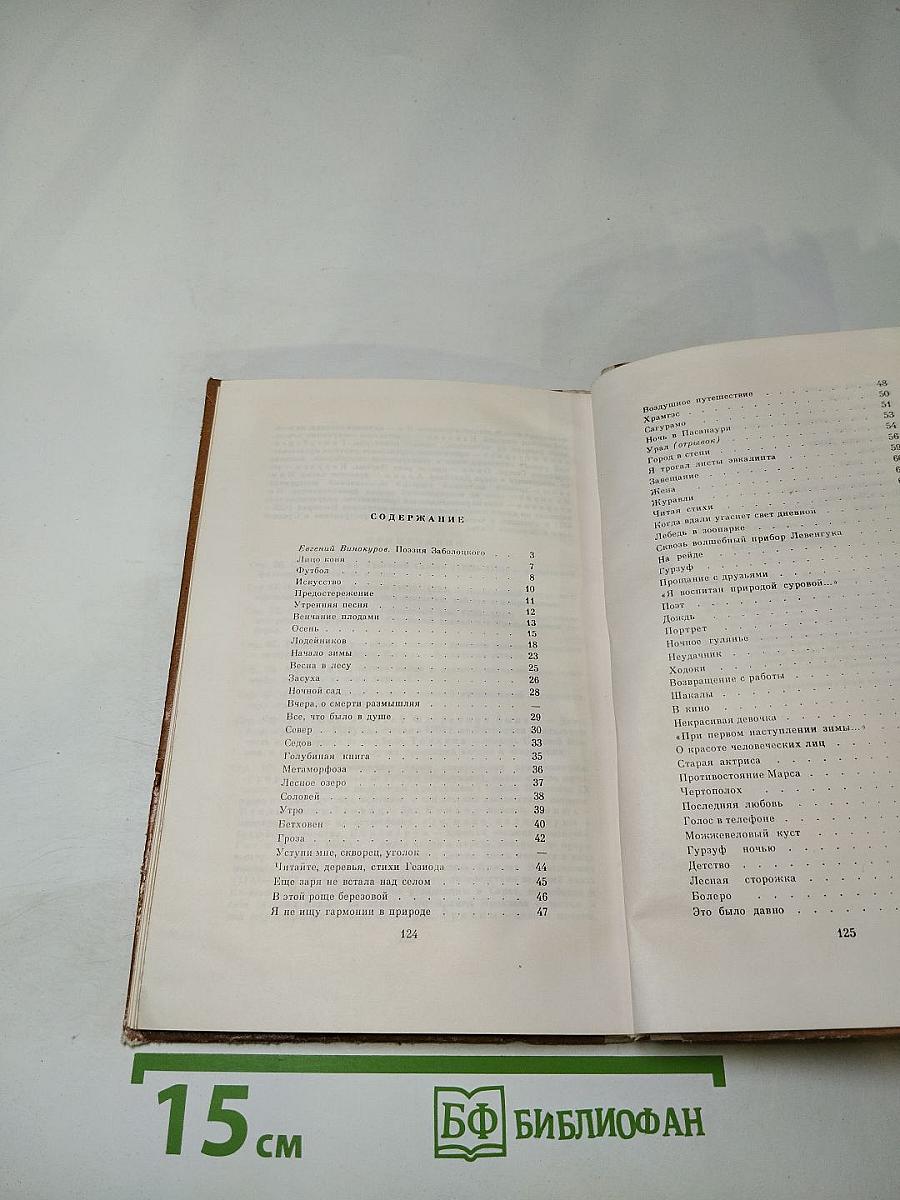 СОДЕРЖАНИЕ
Евгений Винокуров. Поэзия Заболоцкого . . 3
Лицо коня . . . . . . . . 7
Футбол . . . . . . . . 8
Искусство . . . . . . . . 10
Предостережение . . . . . . . . 11
Утренняя песня . . . . . . . . 12
Венчание плодами . . . . . . . . 13
Осень . . . . . . . . 15
Лодейников . . . . . . . . 18
Начало зимы . . . . . . . . 23
Весна в лесу . . . . . . . . 25
Засуха . . . . . . . . 26
Ночной сад . . . . . . . . 28
Вчера, о смерти размышляя . . . . . . —
Все, что было в душе . . . . . . . . 29
Север . . . . . . . . 30
Седов . . . . . . . . 33
Голубиная книга . . . . . . . . 35
Метаморфоза . . . . . . . . 36
Лесное озеро . . . . . . . . 37
Соловей . . . . . . . . 38
Утро . . . . . . . . 39
Бетховен . . . . . . . . 40
Гроза . . . . . . . . 42
Уступи мне, скворец, уголок . . . . . . —
Читайте, деревья, стихи Гезиода . . . . . 44
Еще заря не встала над селом . . . . . . 45
В этой роще березовой . . . . . . . . 46
Я не ищу гармонии в природе . . . . . . 47
124
Воздушное путешествие . . . . . . . . 48
Храмгэс . . . . . . . . 50
Сагурамо . . . . . . . . 51
Ночь в Пасанаури . . . . . . . . 53
Урал (отрывок) . . . . . . . . 54
Город в степи . . . . . . . . 56
Я трогал листы эвкалипта . . . . . . 59
Завещание . . . . . . . .
Жена . . . . . . . .
Журавли . . . . . . . .
Читая стихи . . . . . . . .
Когда вдали угаснет свет дневной . . . .
Лебедь в зоопарке . . . . . . . .
Сквозь волшебный прибор Левенгука . . .
На рейде . . . . . . . .
Гурзуф . . . . . . . .
Прощание с друзьями . . . . . . . .
«Я воспитан природой суровой...» . . . .
Поэт . . . . . . . .
Дождь . . . . . . . .
Портрет . . . . . . . .
Ночное гулянье . . . . . . . .
Неудачник . . . . . . . .
Ходоки . . . . . . . .
Возвращение с работы . . . . . . . .
Шакалы . . . . . . . .
В кино . . . . . . . .
Некрасивая девочка . . . . . . . .
«При первом наступлении зимы...» . . .
О красоте человеческих лиц . . . . .
Старая актриса . . . . . . . .
Противостояние Марса . . . . . . .
Чертополох . . . . . . . .
Последняя любовь . . . . . . . .
Голос в телефоне . . . . . . . .
Можжевеловый куст . . . . . . . .
Гурзуф ночью . . . . . . . .
Детство . . . . . . . .
Лесная сторожка . . . . . . . .
Болеро . . . . . . . .
Это было давно . . . . . . . .
125
15 см
БФ БИБЛИОФАН